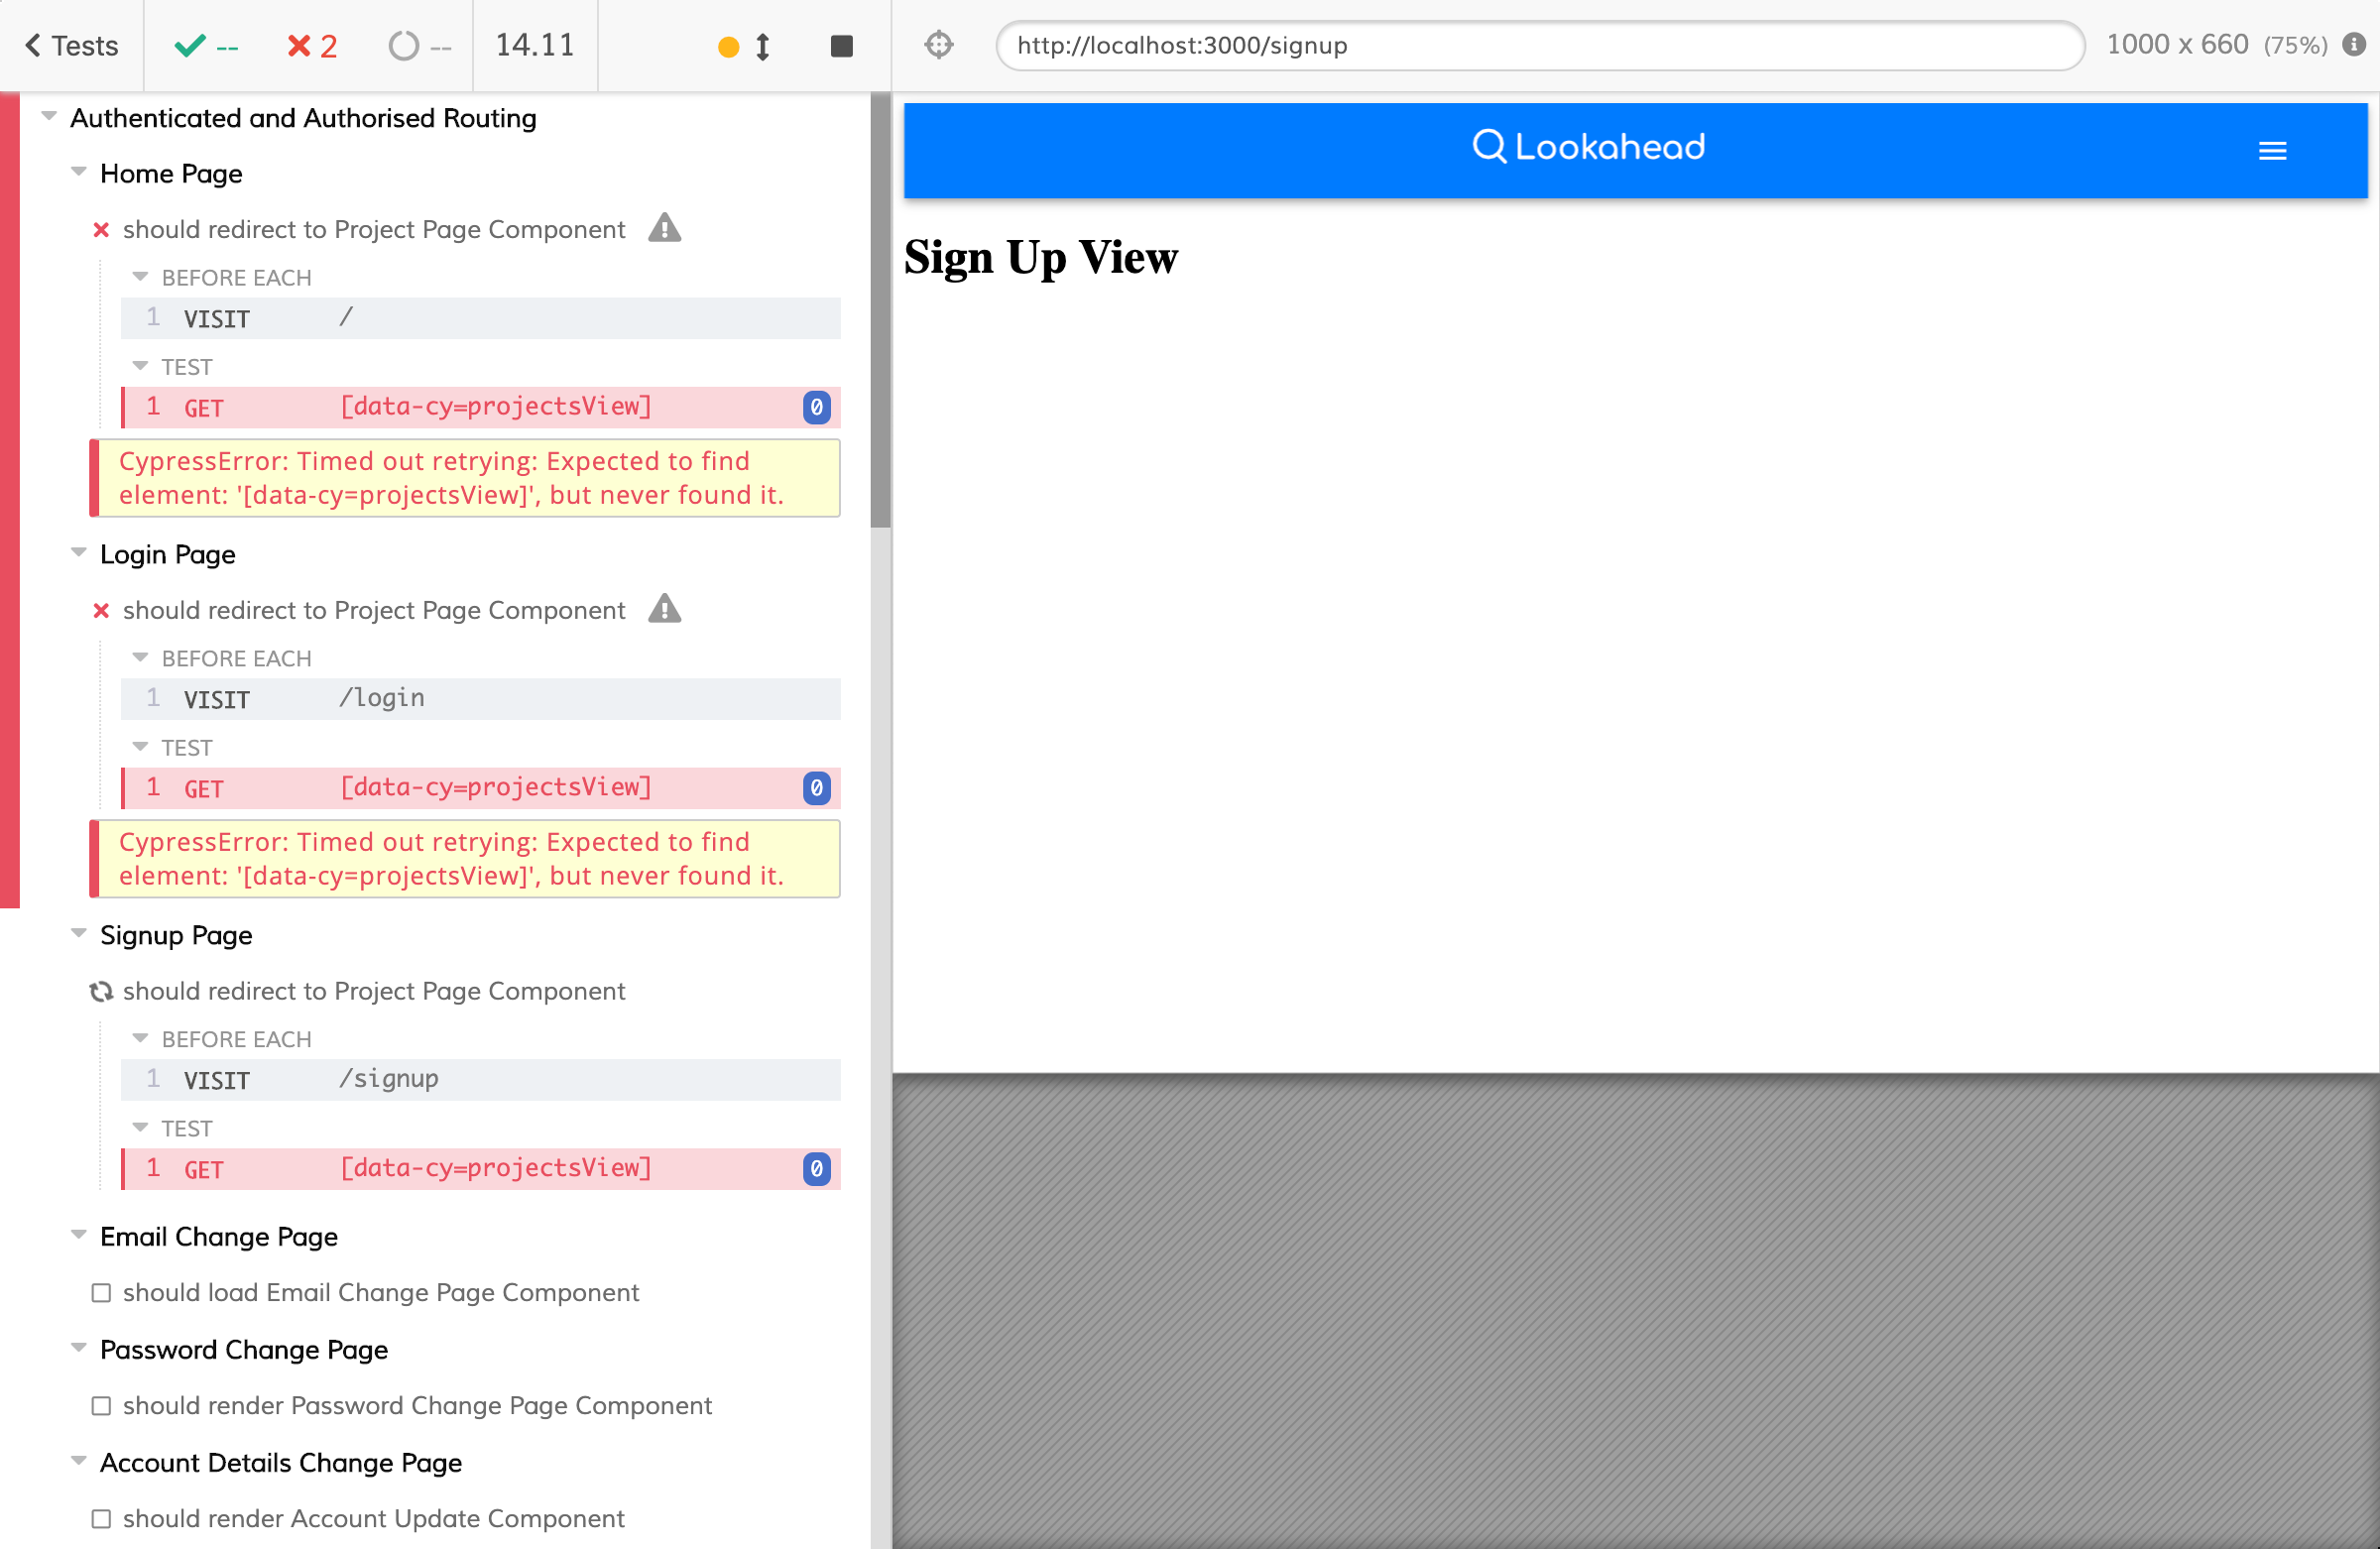 Tests
--
2
--
14.11
http://localhost:3000/signup
1000 x 660 (75%)
Authenticated and Authorised Routing
Home Page
should redirect to Project Page Component
BEFORE EACH
1 VISIT /
TEST
1 GET [data-cy=projectsView] 0
CypressError: Timed out retrying: Expected to find
element: '[data-cy=projectsView]', but never found it.
Login Page
should redirect to Project Page Component
BEFORE EACH
1 VISIT /login
TEST
1 GET [data-cy=projectsView] 0
CypressError: Timed out retrying: Expected to find
element: '[data-cy=projectsView]', but never found it.
Signup Page
should redirect to Project Page Component
BEFORE EACH
1 VISIT /signup
TEST
1 GET [data-cy=projectsView] 0
Email Change Page
should load Email Change Page Component
Password Change Page
should render Password Change Page Component
Account Details Change Page
should render Account Update Component
Lookahead
Sign Up View